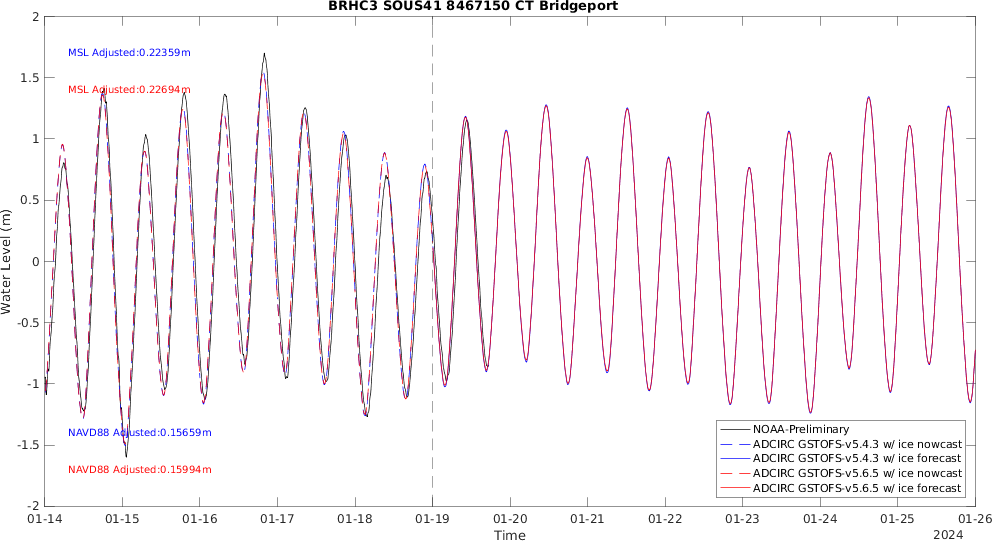 BRHC3 SOUS41 8467150 CT Bridgeport
2
MSL Adjusted:0.22359m
1.5
MSL Adjusted:0.22694m
1
0.5
0
-0.5
-1
-1.5
-2
Water Level (m)
NAVD88 Adjusted:0.15659m
NAVD88 Adjusted:0.15994m
NOAA-Preliminary
ADCIRC GSTOFS-v5.4.3 w/ ice nowcast
ADCIRC GSTOFS-v5.4.3 w/ ice forecast
ADCIRC GSTOFS-v5.6.5 w/ ice nowcast
ADCIRC GSTOFS-v5.6.5 w/ ice forecast
01-14 01-15 01-16 01-17 01-18 01-19 01-20 01-21 01-22 01-23 01-24 01-25 01-26
Time
2024